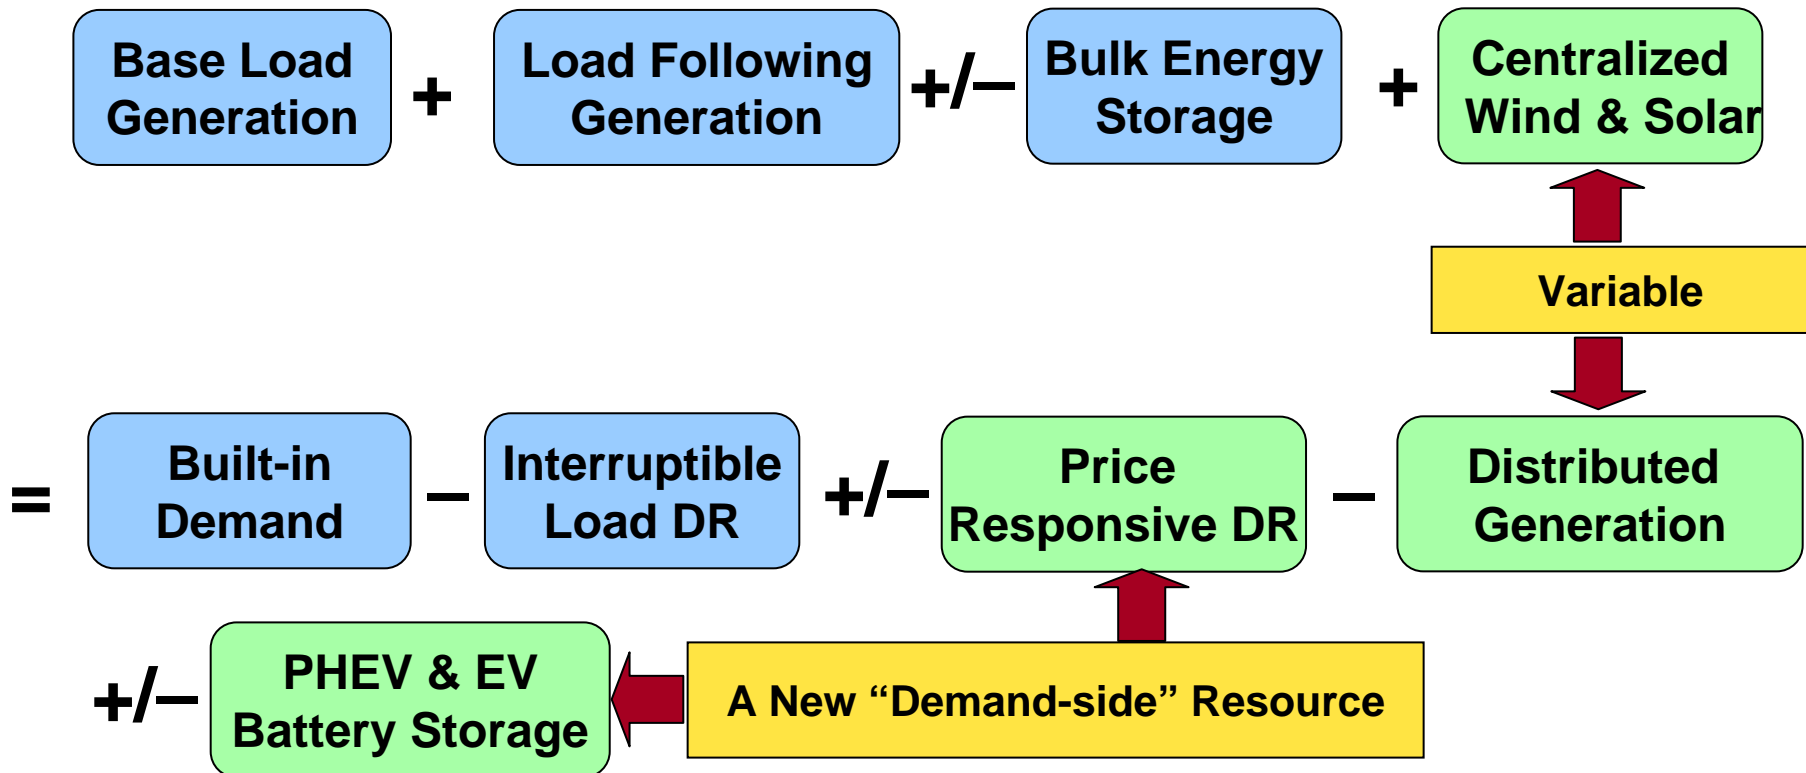 Base Load
Generation
+
Load Following
Generation
+/–
Bulk Energy
Storage
+
Centralized
Wind & Solar
Variable
=
Built-in
Demand
–
Interruptible
Load DR
+/–
Price
Responsive DR
–
Distributed
Generation
+/–
PHEV & EV
Battery Storage
A New “Demand-side” Resource